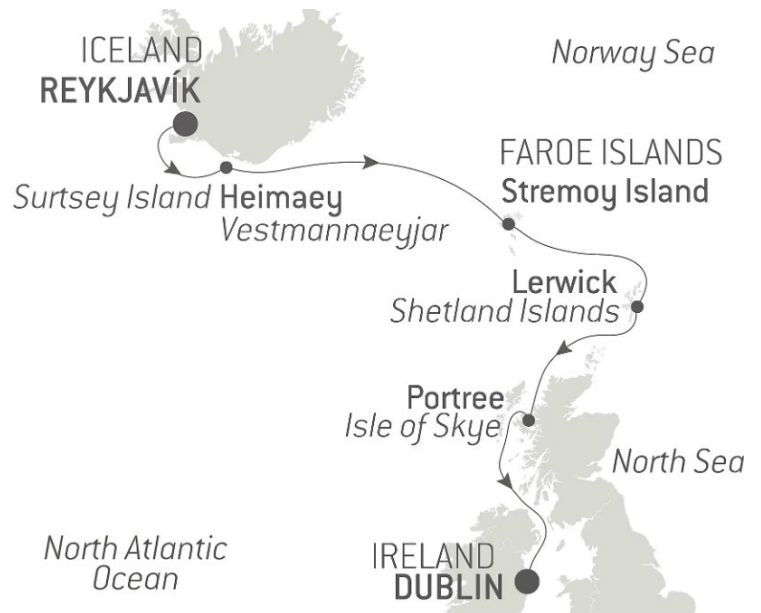 ICELAND
REYKJAVÍK
Norway Sea
FAROE ISLANDS
Stremoy Island
Surtsey Island Heimaey
Vestmannaeyjar
Lerwick
Shetland Islands
Portree
Isle of Skye
North Sea
North Atlantic
Ocean
IRELAND
DUBLIN